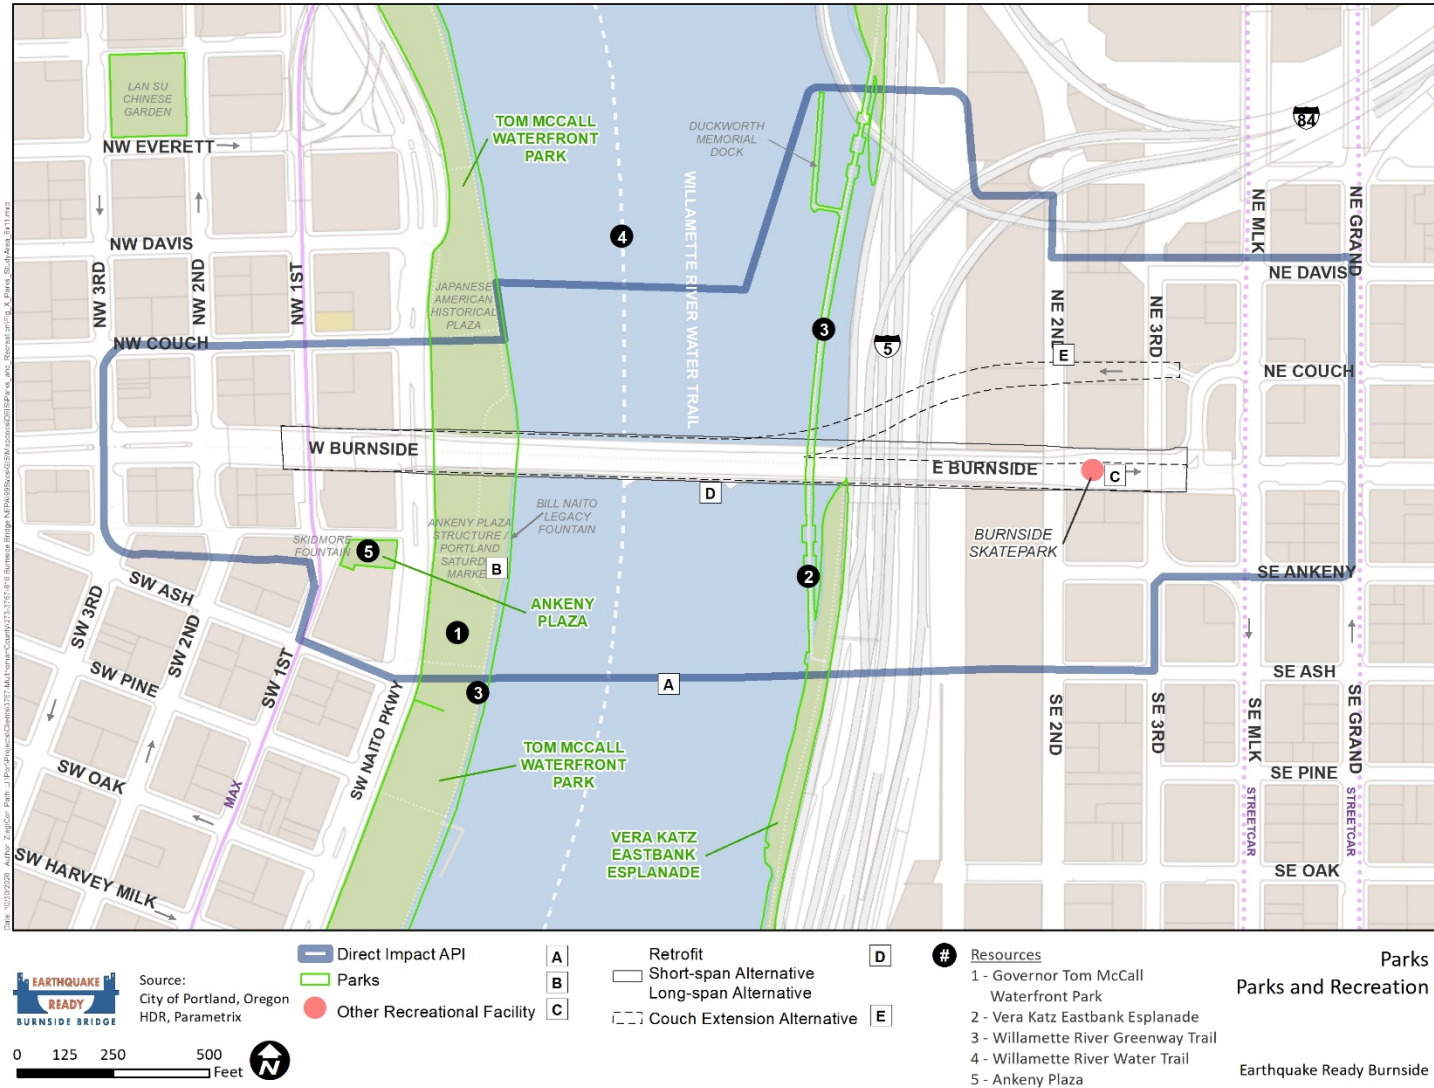 LAN SU
CHINESE
GARDEN
NW EVERETT
NW 3RD
NW DAVIS
NW 2ND
NW 1ST
NW COUCH
TOM MCCALL
WATERFRONT
PARK
JAPANESE
AMERICAN
HISTORICAL
PLAZA
4
WILLAMETTE RIVER WATER TRAIL
DUCKWORTH
MEMORIAL
DOCK
3
5
84
NE MLK
NE GRAND
NE DAVIS
NE 2ND
NE 3RD
E
NE COUCH
W BURNSIDE
E BURNSIDE
C
D
BURNSIDE
SKATEPARK
SKIDMORE
FOUNTAIN
5
ANKENY PLAZA
STRUCTURE /
PORTLAND
SATURDAY
MARKET
B
BILL NAITO
LEGACY
FOUNTAIN
ANKENY
PLAZA
2
1
SE ANKENY
SW ASH
SW 3RD
SW 2ND
SW PINE
SW 1ST
SW NAITO PKWY
A
3
SE ASH
SE 2ND
SE 3RD
SE MLK
SE GRAND
TOM MCCALL
WATERFRONT
PARK
SW OAK
MAX
SE PINE
STREETCAR
STREETCAR
VERA KATZ
EASTBANK
ESPLANADE
SW HARVEY MILK
SE OAK
EARTHQUAKE
READY
BURNSIDE BRIDGE
Source:
City of Portland, Oregon
HDR, Parametrix
0 125 250 500
Feet
N
Direct Impact API A
Parks B
Other Recreational Facility C
Retrofit D
Short-span Alternative
Long-span Alternative
Couch Extension Alternative E
# Resources
1 - Governor Tom McCall
Waterfront Park
2 - Vera Katz Eastbank Esplanade
3 - Willamette River Greenway Trail
4 - Willamette River Water Trail
5 - Ankeny Plaza
Parks
Parks and Recreation
Earthquake Ready Burnside